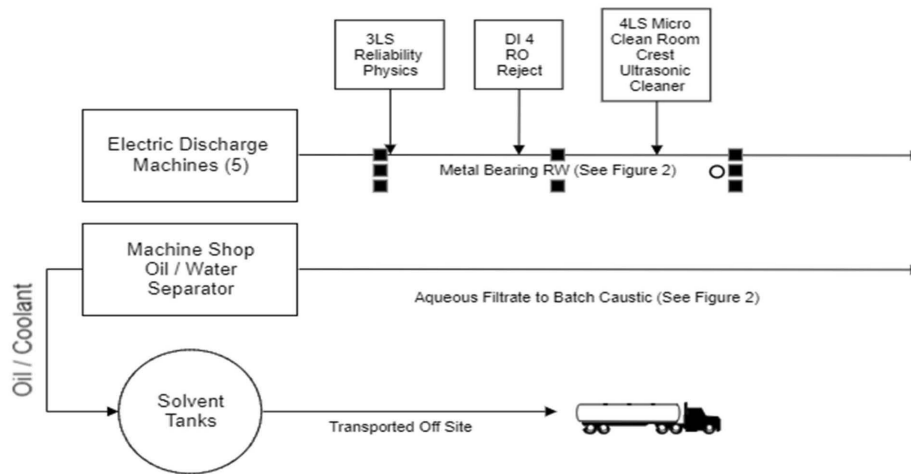 3LS
Reliability
Physics
DI 4
RO
Reject
4LS Micro
Clean Room
Crest
Ultrasonic
Cleaner
Electric Discharge
Machines (5)
Metal Bearing RW (See Figure 2)
Machine Shop
Oil / Water
Separator
Aqueous Filtrate to Batch Caustic (See Figure 2)
Oil / Coolant
Solvent
Tanks
Transported Off Site